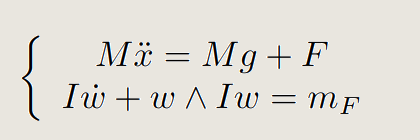 Mẍ = Mg + F
Iẇ + w ∧ Iw = m_F